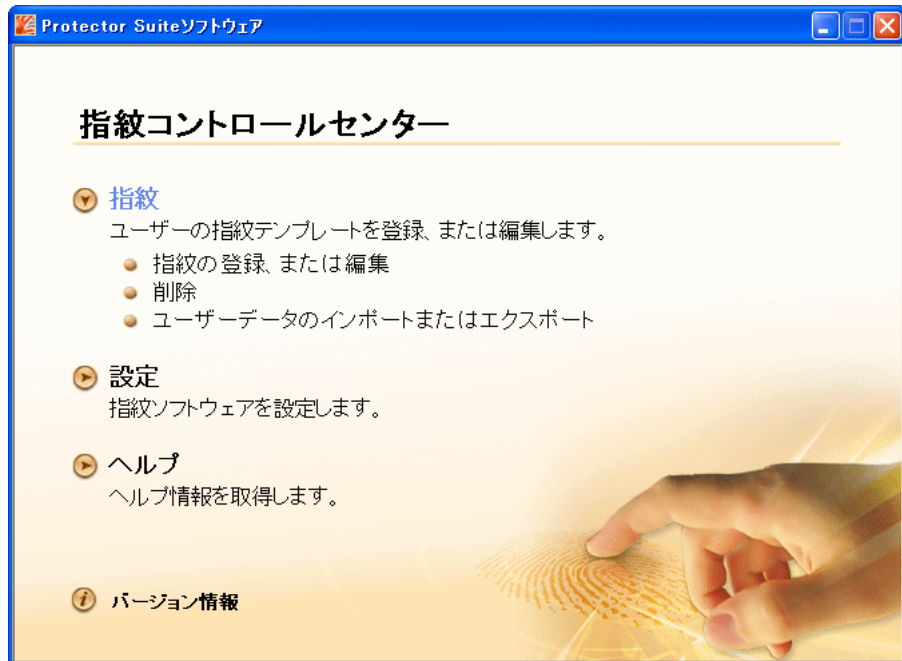 Protector Suiteソフトウェア
指紋コントロールセンター
指紋
ユーザーの指紋テンプレートを登録、または編集します。
指紋の登録、または編集
削除
ユーザーデータのインポートまたはエクスポート
設定
指紋ソフトウェアを設定します。
ヘルプ
ヘルプ情報を取得します。
バージョン情報